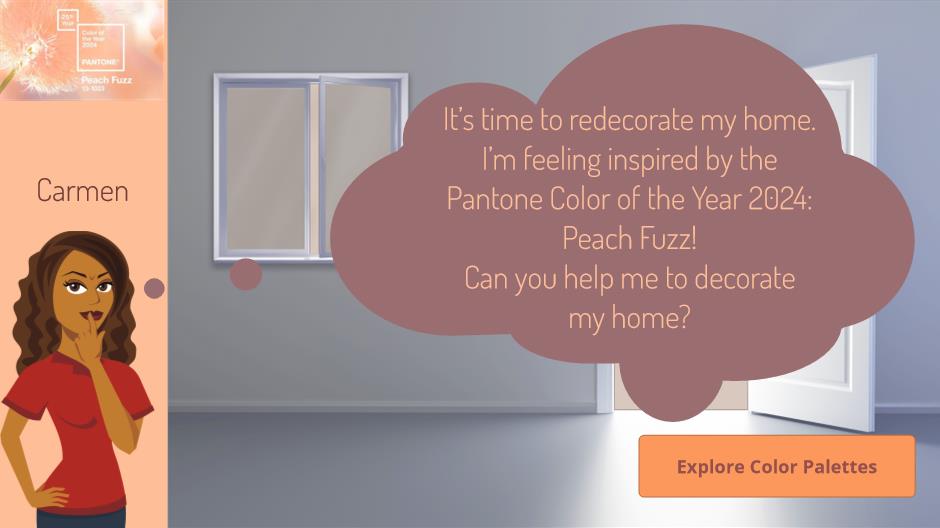 25th
Year
Color of
the Year
2024
PANTONE®
Peach Fuzz
13-1023
Carmen
It's time to redecorate my home.
I'm feeling inspired by the
Pantone Color of the Year 2024:
Peach Fuzz!
Can you help me to decorate
my home?
Explore Color Palettes